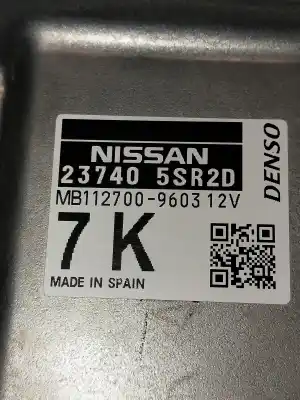 NISSAN
23740 5SR2D
MB112700-9603 12V
7K
MADE IN SPAIN
DENSO